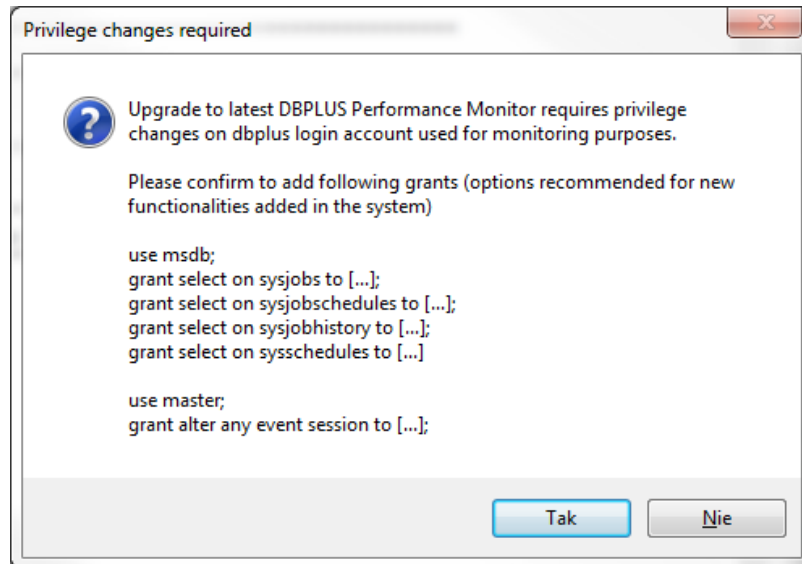 Privilege changes required
Upgrade to latest DBPLUS Performance Monitor requires privilege
changes on dbplus login account used for monitoring purposes.
Please confirm to add following grants (options recommended for new
functionalities added in the system)
use msdb;
grant select on sysjobs to [...];
grant select on sysjobschedules to [...];
grant select on sysjobhistory to [...];
grant select on sysschedules to [...]
use master;
grant alter any event session to [...];
Tak
Nie